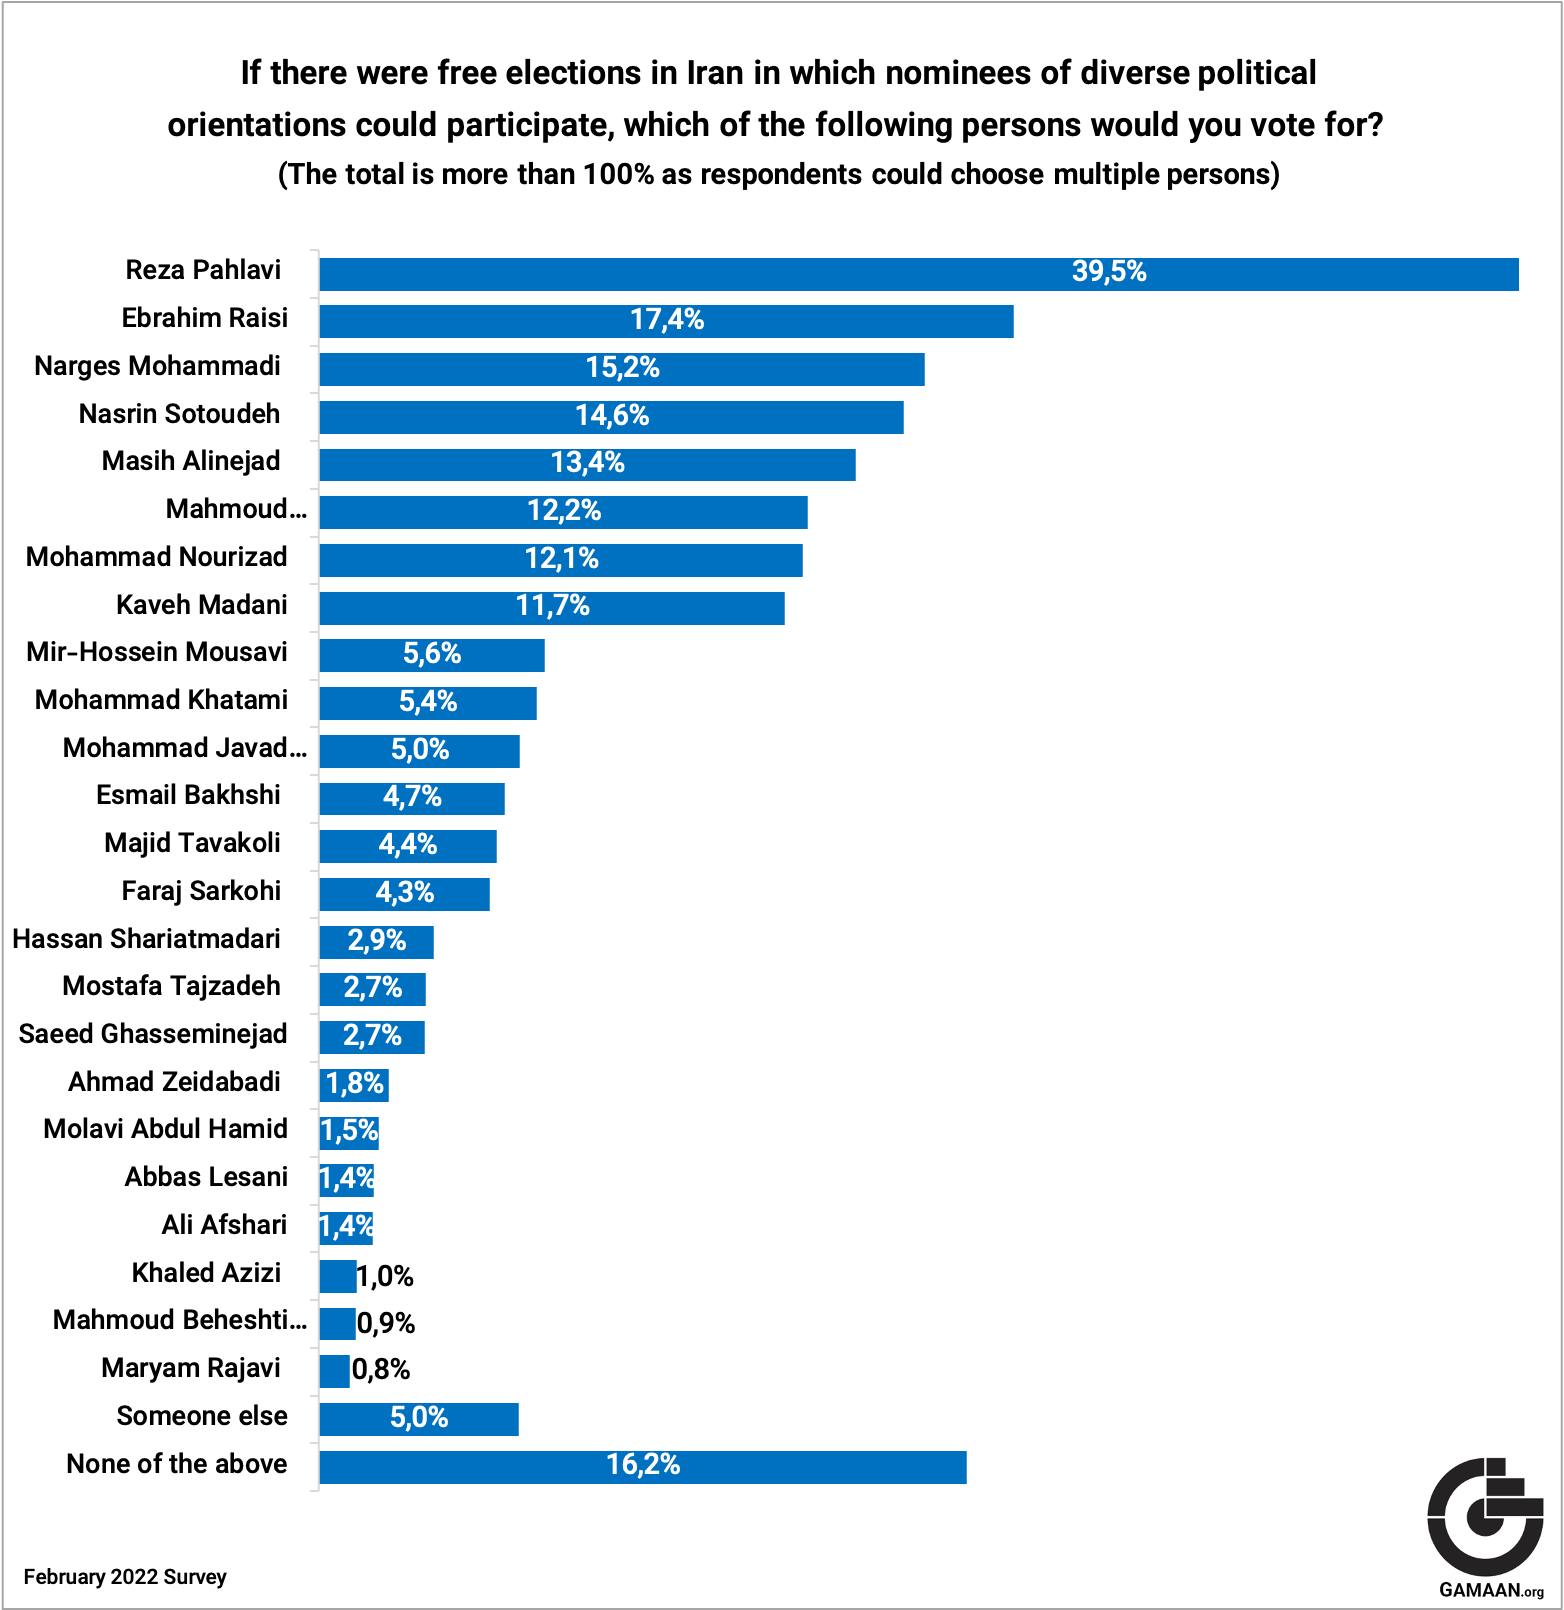 If there were free elections in Iran in which nominees of diverse political
orientations could participate, which of the following persons would you vote for?
(The total is more than 100% as respondents could choose multiple persons)
Reza Pahlavi 39,5%
Ebrahim Raisi 17,4%
Narges Mohammadi 15,2%
Nasrin Sotoudeh 14,6%
Masih Alinejad 13,4%
Mahmoud... 12,2%
Mohammad Nourizad 12,1%
Kaveh Madani 11,7%
Mir-Hossein Mousavi 5,6%
Mohammad Khatami 5,4%
Mohammad Javad... 5,0%
Esmail Bakhshi 4,7%
Majid Tavakoli 4,4%
Faraj Sarkohi 4,3%
Hassan Shariatmadari 2,9%
Mostafa Tajzadeh 2,7%
Saeed Ghasseminejad 2,7%
Ahmad Zeidabadi 1,8%
Molavi Abdul Hamid 1,5%
Abbas Lesani 1,4%
Ali Afshari 1,4%
Khaled Azizi 1,0%
Mahmoud Beheshti... 0,9%
Maryam Rajavi 0,8%
Someone else 5,0%
None of the above 16,2%
February 2022 Survey
GAMAAN.org